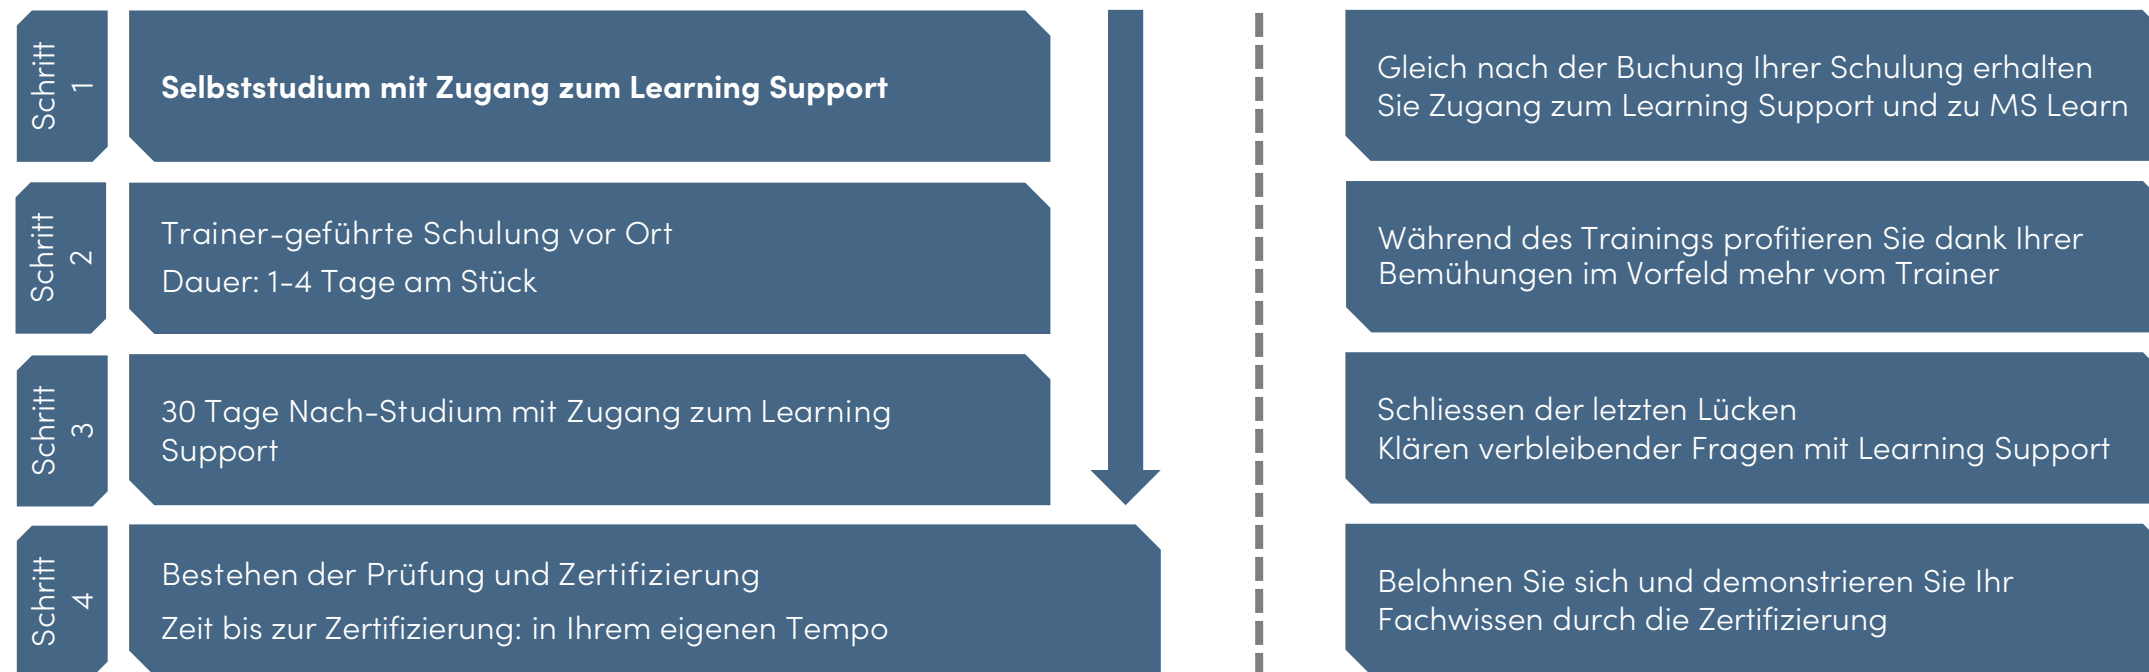 Schritt
1
Selbststudium mit Zugang zum Learning Support
Gleich nach der Buchung Ihrer Schulung erhalten
Sie Zugang zum Learning Support und zu MS Learn
Schritt
2
Trainer-geführte Schulung vor Ort
Dauer: 1-4 Tage am Stück
Während des Trainings profitieren Sie dank Ihrer
Bemühungen im Vorfeld mehr vom Trainer
Schritt
3
30 Tage Nach-Studium mit Zugang zum Learning
Support
Schliessen der letzten Lücken
Klären verbleibender Fragen mit Learning Support
Schritt
4
Bestehen der Prüfung und Zertifizierung
Zeit bis zur Zertifizierung: in Ihrem eigenen Tempo
Belohnen Sie sich und demonstrieren Sie Ihr
Fachwissen durch die Zertifizierung